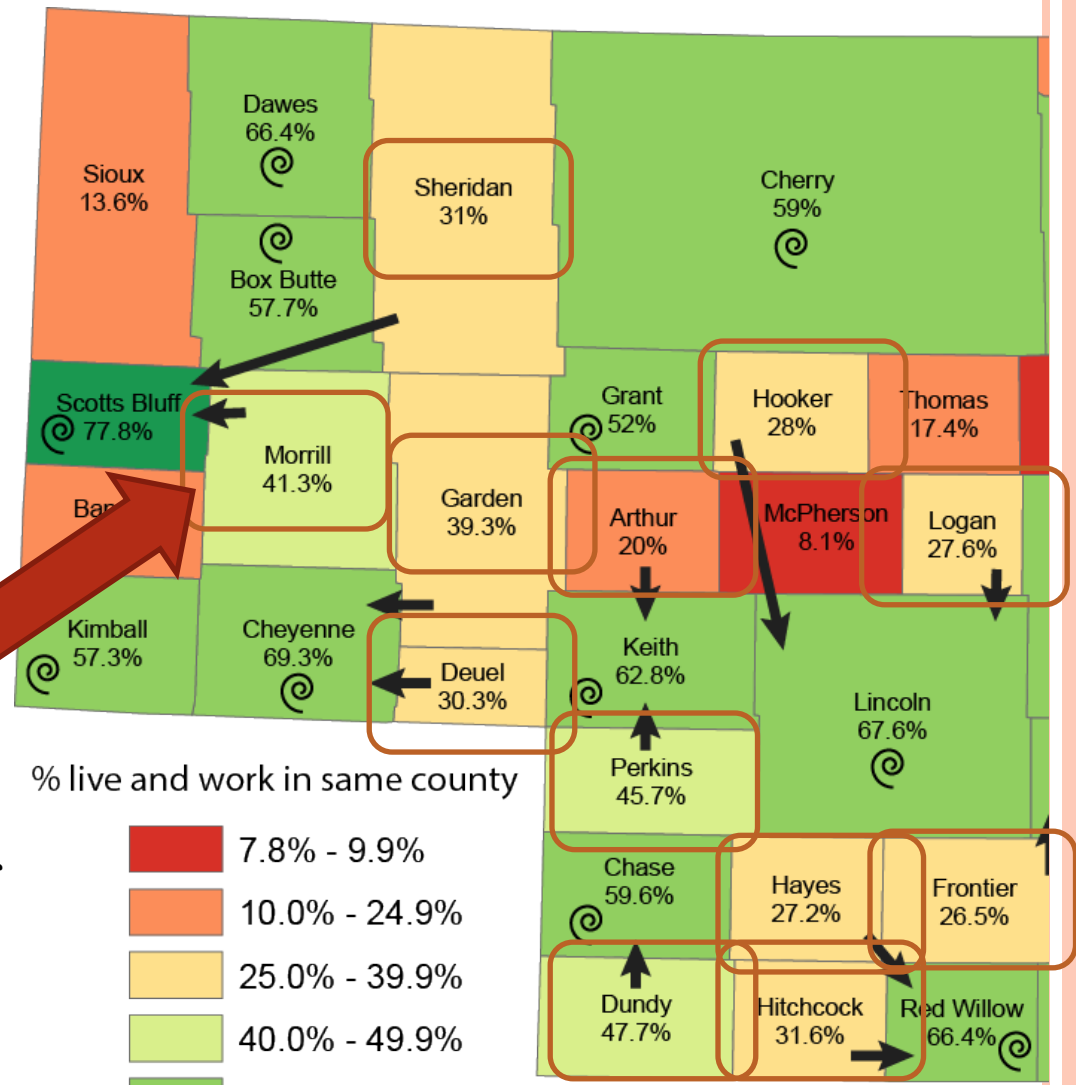 Dawes
66.4%
Sioux
13.6%
Sheridan
31%
Cherry
59%
Box Butte
57.7%
Scotts Bluff
77.8%
Morrill
41.3%
Grant
52%
Hooker
28%
Thomas
17.4%
Ban
Garden
39.3%
Arthur
20%
McPherson
8.1%
Logan
27.6%
Kimball
57.3%
Cheyenne
69.3%
Deuel
30.3%
Keith
62.8%
Lincoln
67.6%
Perkins
45.7%
Chase
59.6%
Hayes
27.2%
Frontier
26.5%
Dundy
47.7%
Hitchcock
31.6%
Red Willow
66.4%
% live and work in same county
7.8% - 9.9%
10.0% - 24.9%
25.0% - 39.9%
40.0% - 49.9%